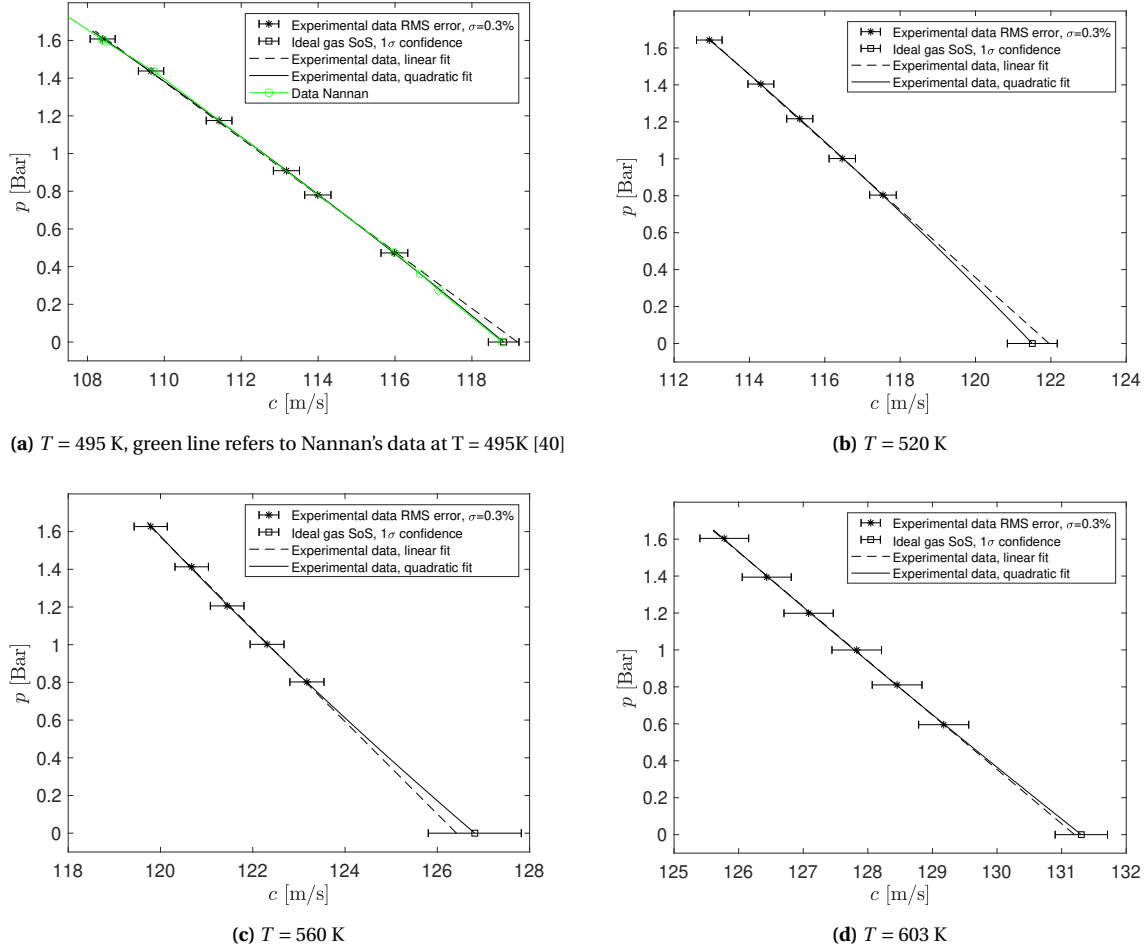 Experimental data RMS error, σ=0.3%
Ideal gas SoS, 1σ confidence
Experimental data, linear fit
Experimental data, quadratic fit
Data Nannan
1.6
1.4
1.2
1
0.8
0.6
0.4
0.2
0
p [Bar]
108 110 112 114 116 118
c [m/s]
(a) T = 495 K, green line refers to Nannan's data at T = 495K [40]
Experimental data RMS error, σ=0.3%
Ideal gas SoS, 1σ confidence
Experimental data, linear fit
Experimental data, quadratic fit
1.6
1.4
1.2
1
0.8
0.6
0.4
0.2
0
p [Bar]
112 114 116 118 120 122 124
c [m/s]
(b) T = 520 K
Experimental data RMS error, σ=0.3%
Ideal gas SoS, 1σ confidence
Experimental data, linear fit
Experimental data, quadratic fit
1.6
1.4
1.2
1
0.8
0.6
0.4
0.2
0
p [Bar]
118 120 122 124 126 128
c [m/s]
(c) T = 560 K
Experimental data RMS error, σ=0.3%
Ideal gas SoS, 1σ confidence
Experimental data, linear fit
Experimental data, quadratic fit
1.6
1.4
1.2
1
0.8
0.6
0.4
0.2
0
p [Bar]
125 126 127 128 129 130 131 132
c [m/s]
(d) T = 603 K